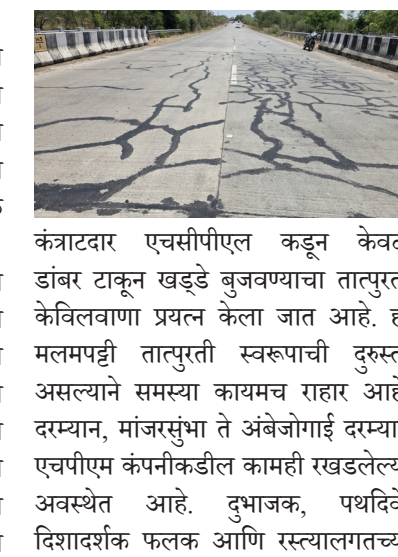 कंत्राटदार एचसीपीएल कडून
डांबर टाकून खड्डे बुजवण्याचा
केविलवाणा प्रयत्न केला जात आहे.
मलमपट्टी तात्पुरती स्वरूपाची
असल्याने समस्या कायमच राहार
दरम्यान, मांजरसुंभा ते अंबेजोगाई
एचपीएम कंपनीकडील कामही
अवस्थेत आहे. दुभाजक,
दिशादर्शक फलक आणि